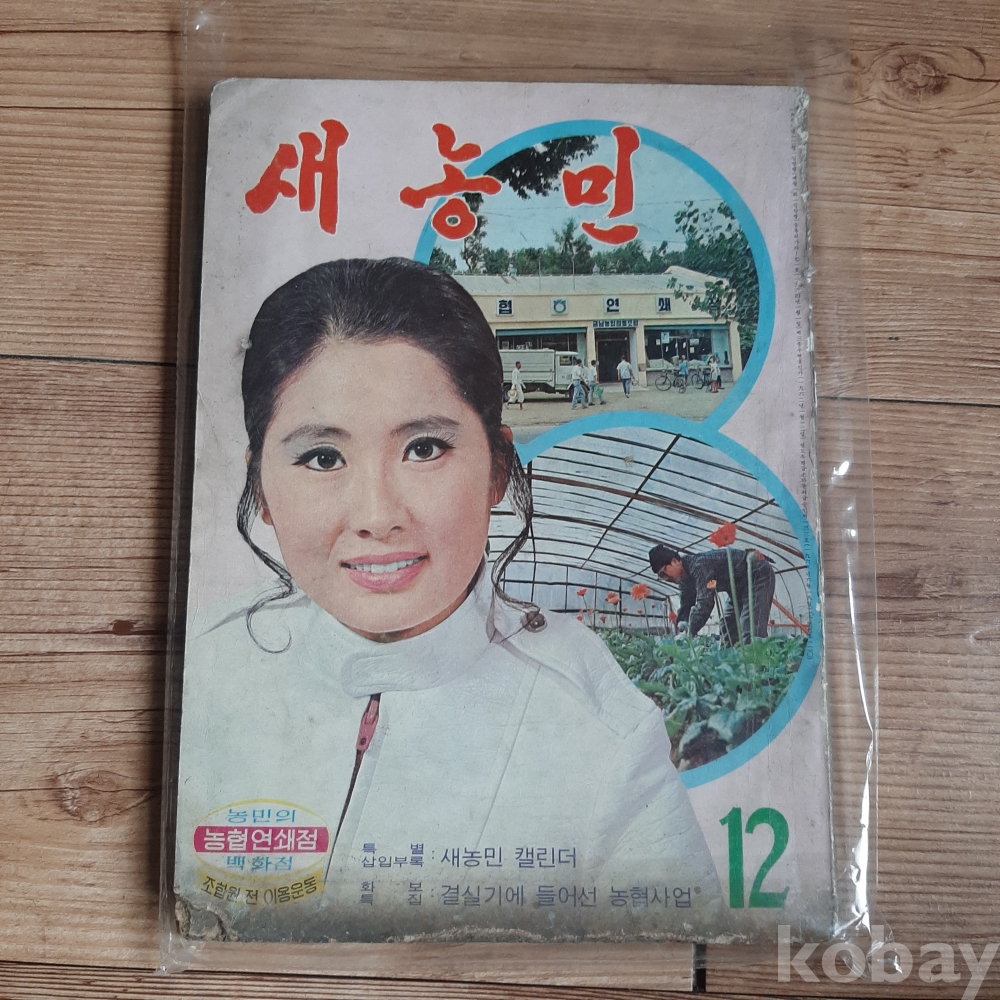 새농민
협 연쇄
12
농민의
농협연쇄점
백화점
조합원 전 이용운동
특별
삽입부록 : 새농민 캘린더
화보
특집 : 결실기에 들어선 농협사업
kobay